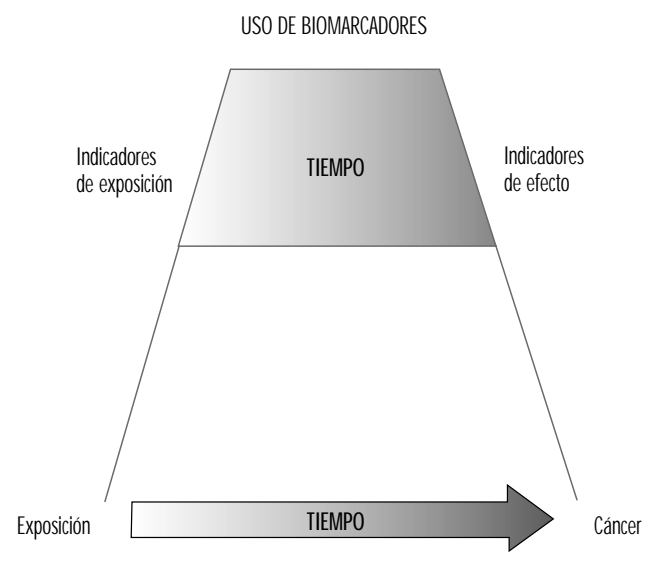 USO DE BIOMARCADORES
Indicadores
de exposición
TIEMPO
Indicadores
de efecto
Exposición
TIEMPO
Cáncer